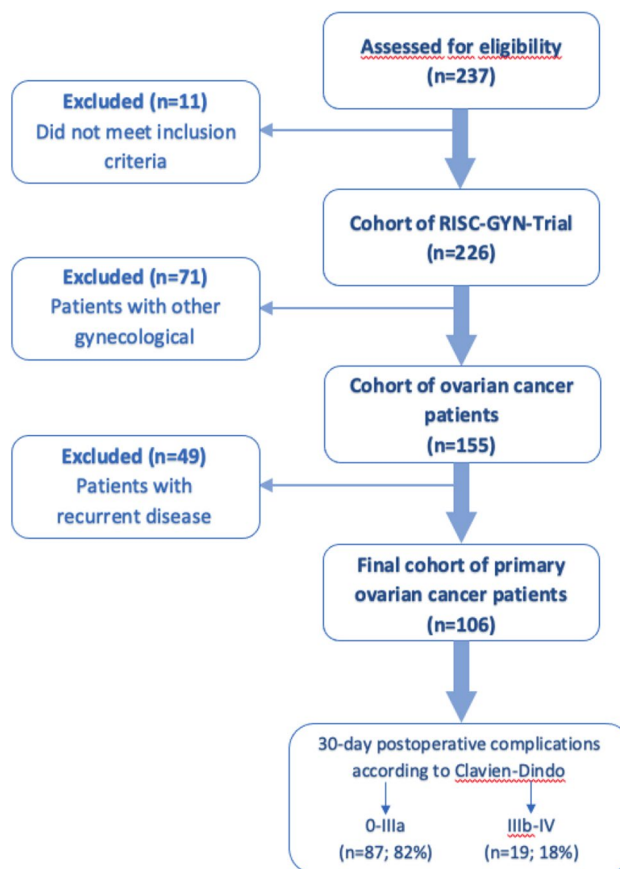 Assessed for eligibility
(n=237)
Excluded (n=11)
Did not meet inclusion
criteria
Cohort of RISC-GYN-Trial
(n=226)
Excluded (n=71)
Patients with other
gynecological
Cohort of ovarian cancer
patients
(n=155)
Excluded (n=49)
Patients with
recurrent disease
Final cohort of primary
ovarian cancer patients
(n=106)
30-day postoperative complications
according to Clavien-Dindo
0-IIIa
(n=87; 82%)
IIIb-IV
(n=19; 18%)